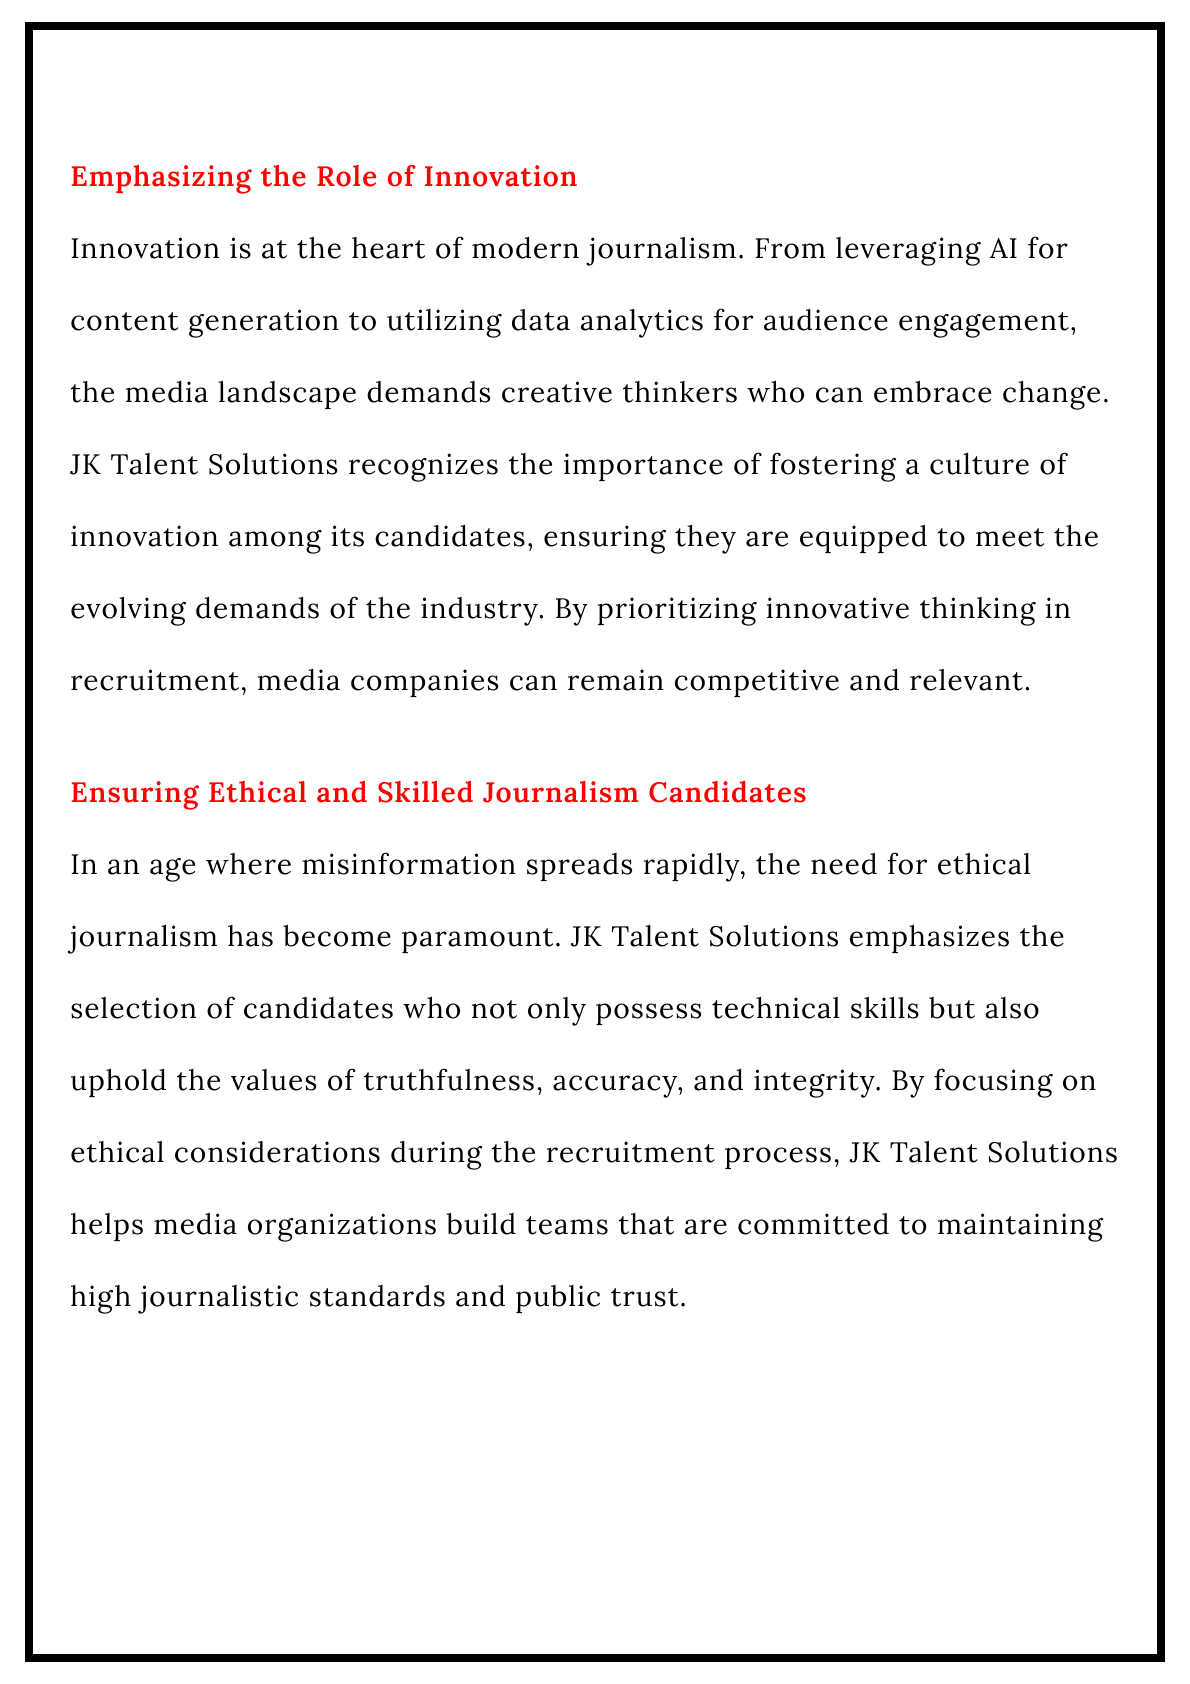 Emphasizing the Role of Innovation
Innovation is at the heart of modern journalism. From leveraging AI for
content generation to utilizing data analytics for audience engagement,
the media landscape demands creative thinkers who can embrace change.
JK Talent Solutions recognizes the importance of fostering a culture of
innovation among its candidates, ensuring they are equipped to meet the
evolving demands of the industry. By prioritizing innovative thinking in
recruitment, media companies can remain competitive and relevant.
Ensuring Ethical and Skilled Journalism Candidates
In an age where misinformation spreads rapidly, the need for ethical
journalism has become paramount. JK Talent Solutions emphasizes the
selection of candidates who not only possess technical skills but also
uphold the values of truthfulness, accuracy, and integrity. By focusing on
ethical considerations during the recruitment process, JK Talent Solutions
helps media organizations build teams that are committed to maintaining
high journalistic standards and public trust.